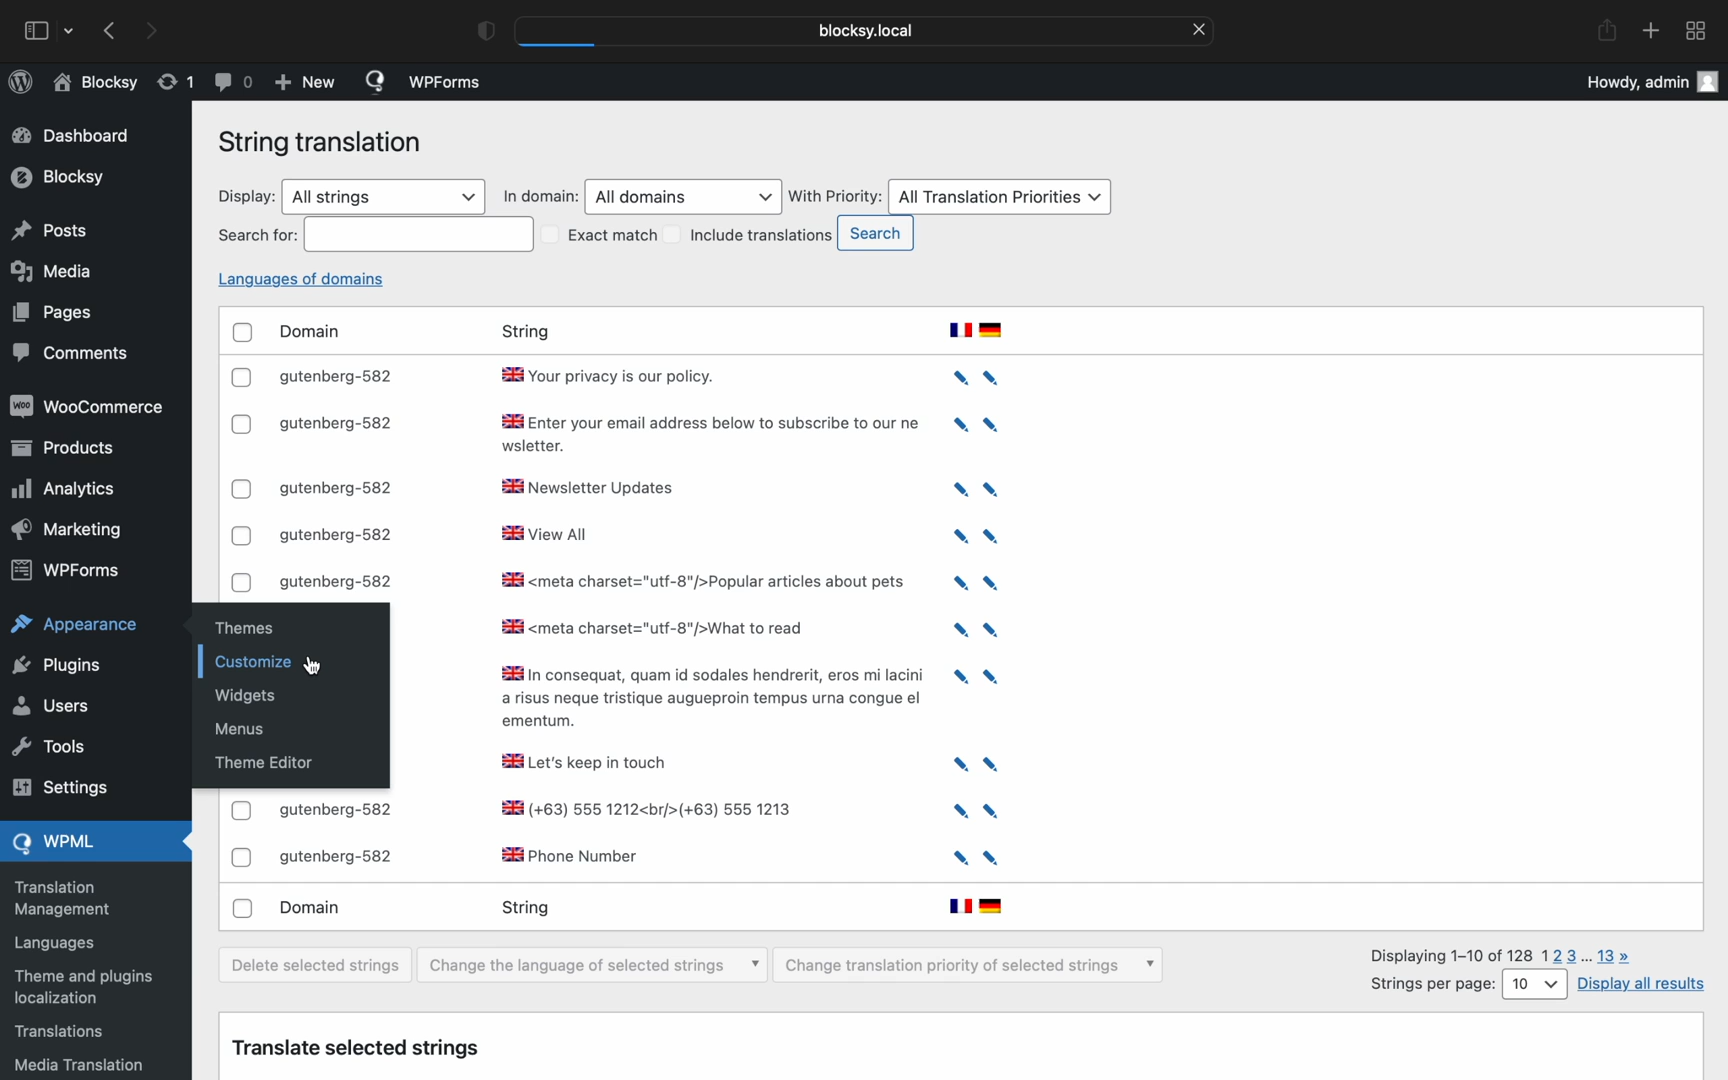 blocksy.local
Blocksy 1 0 New WPForms Howdy, admin
Dashboard
Blocksy
Posts
Media
Pages
Comments
WooCommerce
Products
Analytics
Marketing
WPForms
Appearance
Plugins
Users
Tools
Settings
WPML
Translation
Management
Languages
Theme and plugins
localization
Translations
Media Translation
Themes
Customize
Widgets
Menus
Theme Editor
String translation
Display: All strings In domain: All domains With Priority: All Translation Priorities
Search for: Exact match Include translations Search
Languages of domains
Domain String
gutenberg-582 Your privacy is our policy.
gutenberg-582 Enter your email address below to subscribe to our ne
wsletter.
gutenberg-582 Newsletter Updates
gutenberg-582 View All
gutenberg-582 <meta charset="utf-8"/>Popular articles about pets
<meta charset="utf-8"/>What to read
In consequat, quam id sodales hendrerit, eros mi lacini
a risus neque tristique augueproin tempus urna congue el
ementum.
Let's keep in touch
gutenberg-582 (+63) 555 1212<br/>(+63) 555 1213
gutenberg-582 Phone Number
Domain String
Delete selected strings Change the language of selected strings Change translation priority of selected strings
Displaying 1–10 of 128 1 2 3 ... 13 »
Strings per page: 10 Display all results
Translate selected strings